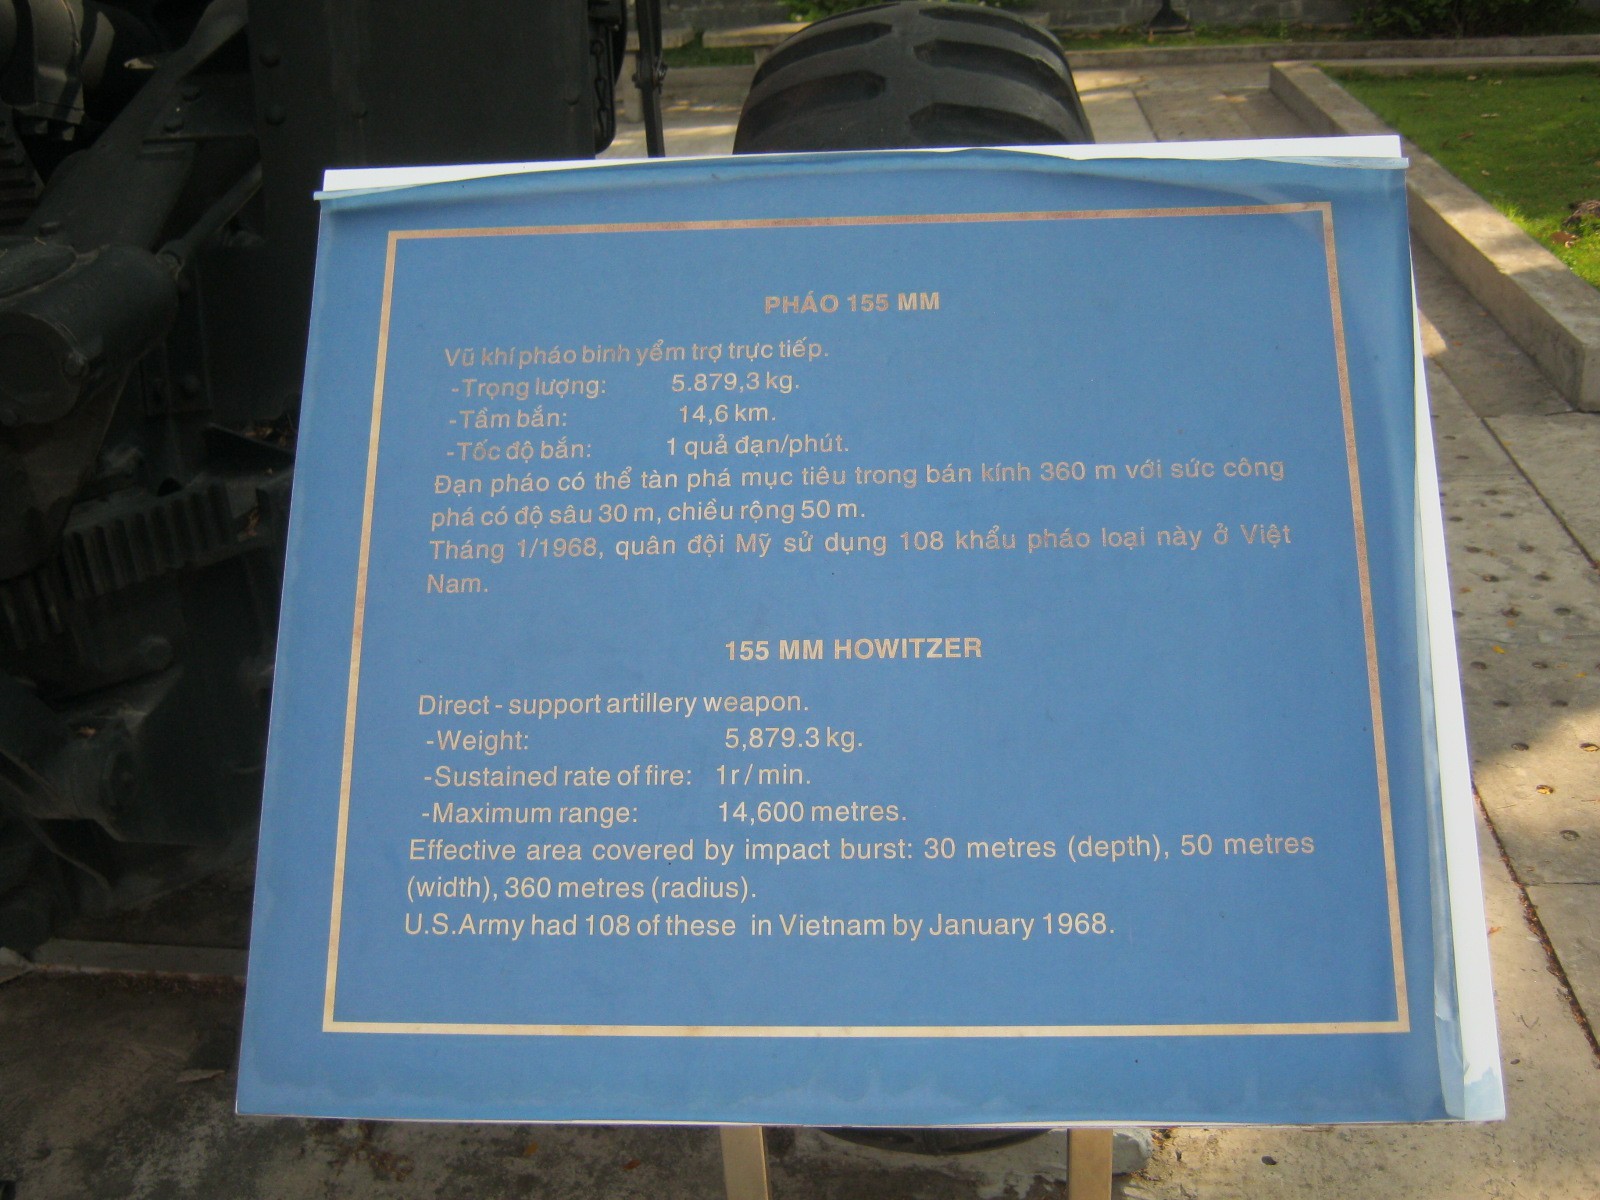 PHÁO 155 MM
Vũ khí pháo binh yểm trợ trực tiếp.
-Trọng lượng: 5.879,3 kg.
-Tầm bắn: 14,6 km.
-Tốc độ bắn: 1 quả đạn/phút.
Đạn pháo có thể tàn phá mục tiêu trong bán kính 360 m với sức công
phá có độ sâu 30 m, chiều rộng 50 m.
Tháng 1/1968, quân đội Mỹ sử dụng 108 khẩu pháo loại này ở Việt
Nam.
155 MM HOWITZER
Direct - support artillery weapon.
-Weight: 5,879.3 kg.
-Sustained rate of fire: 1r / min.
-Maximum range: 14,600 metres.
Effective area covered by impact burst: 30 metres (depth), 50 metres
(width), 360 metres (radius).
U.S.Army had 108 of these in Vietnam by January 1968.